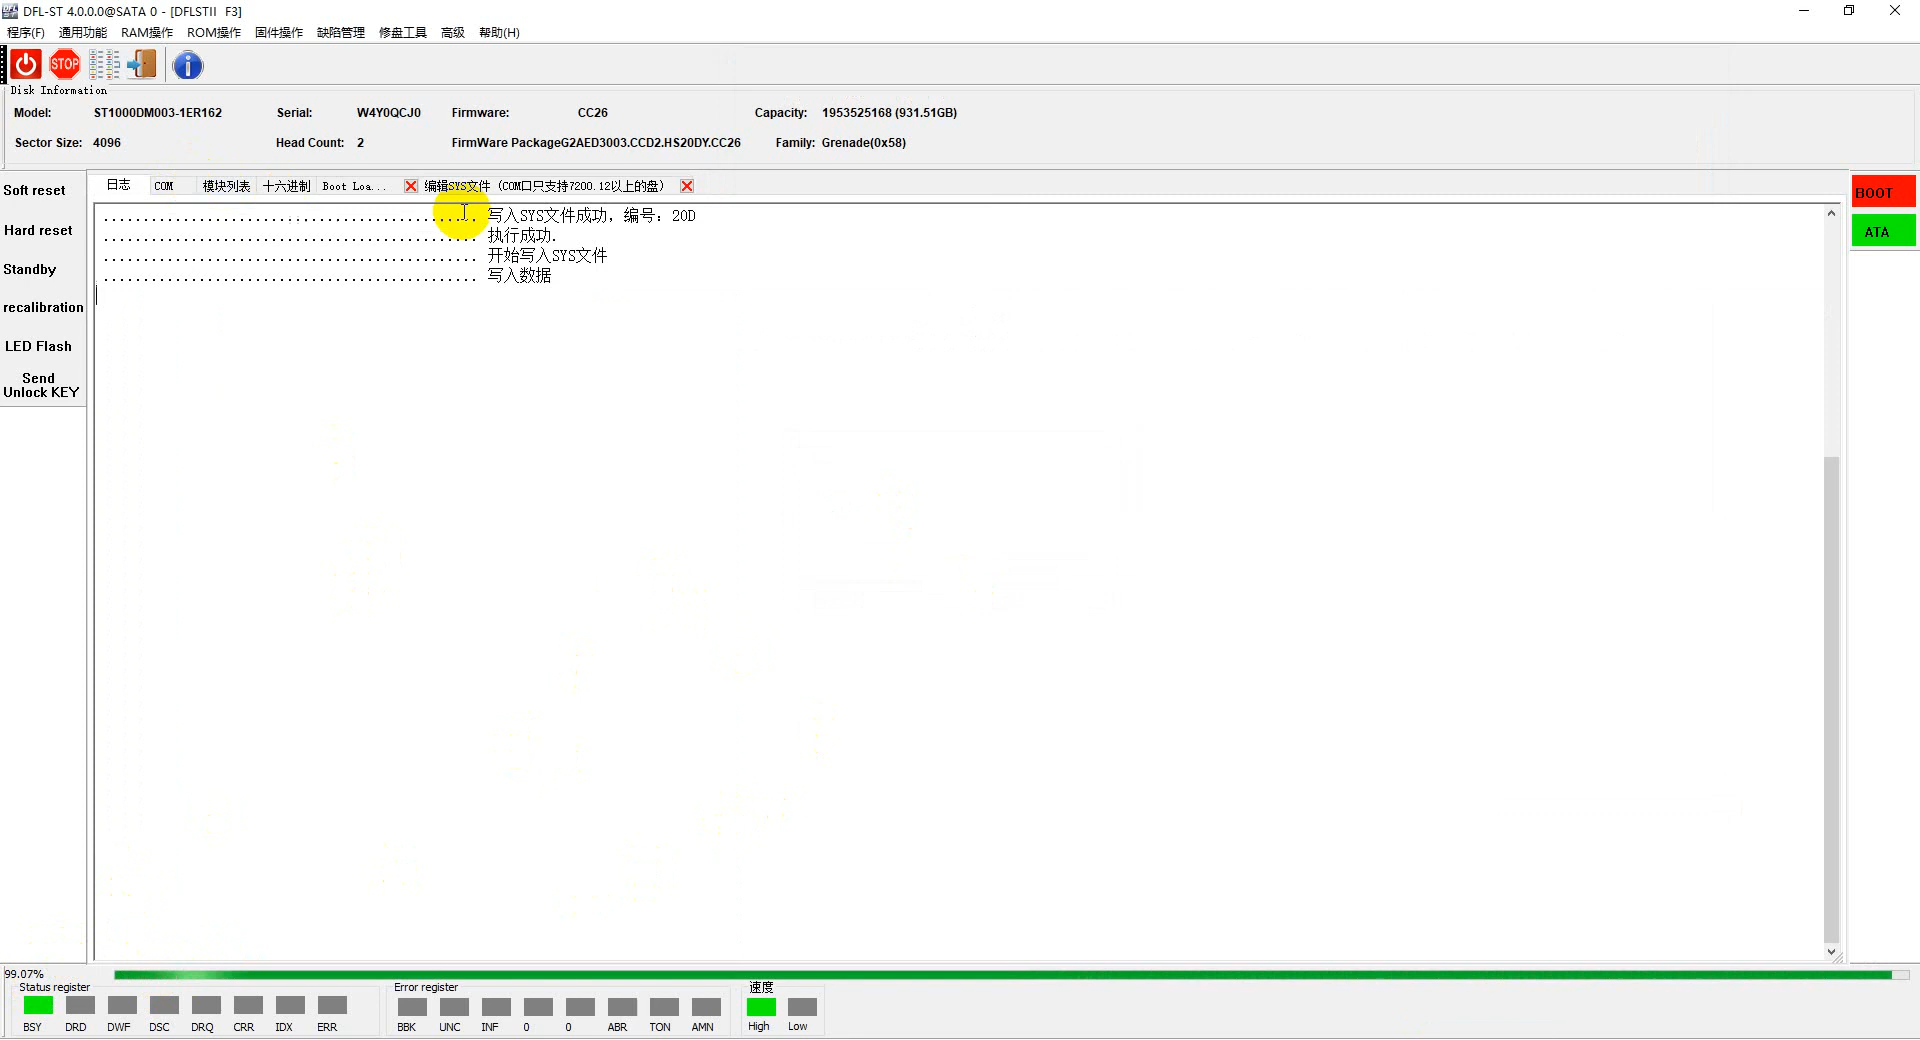 DFL-ST 4.0.0.0@SATA 0 - [DFLSTII F3]
程序(F) 通用功能 RAM操作 ROM操作 固件操作 缺陷管理 修盘工具 高级 帮助(H)
STOP
Disk Information
Model: ST1000DM003-1ER162 Serial: W4Y0QCJ0 Firmware: CC26 Capacity: 1953525168 (931.51GB)
Sector Size: 4096 Head Count: 2 FirmWare PackageG2AED3003.CCD2.HS20DY.CC26 Family: Grenade(0x58)
日志 COM 模块列表 十六进制 Boot Loa... 编辑SYS文件 (COM口只支持7200.12以上的盘)
Soft reset
Hard reset
Standby
recalibration
LED Flash
Send
Unlock KEY
............................................... 写入SYS文件成功, 编号: 20D
............................................... 执行成功.
............................................... 开始写入SYS文件
............................................... 写入数据
BOOT
ATA
99.07%
Status register
BSY DRD DWF DSC DRQ CRR IDX ERR
Error register
BBK UNC INF 0 0 ABR TON AMN
速度
High Low